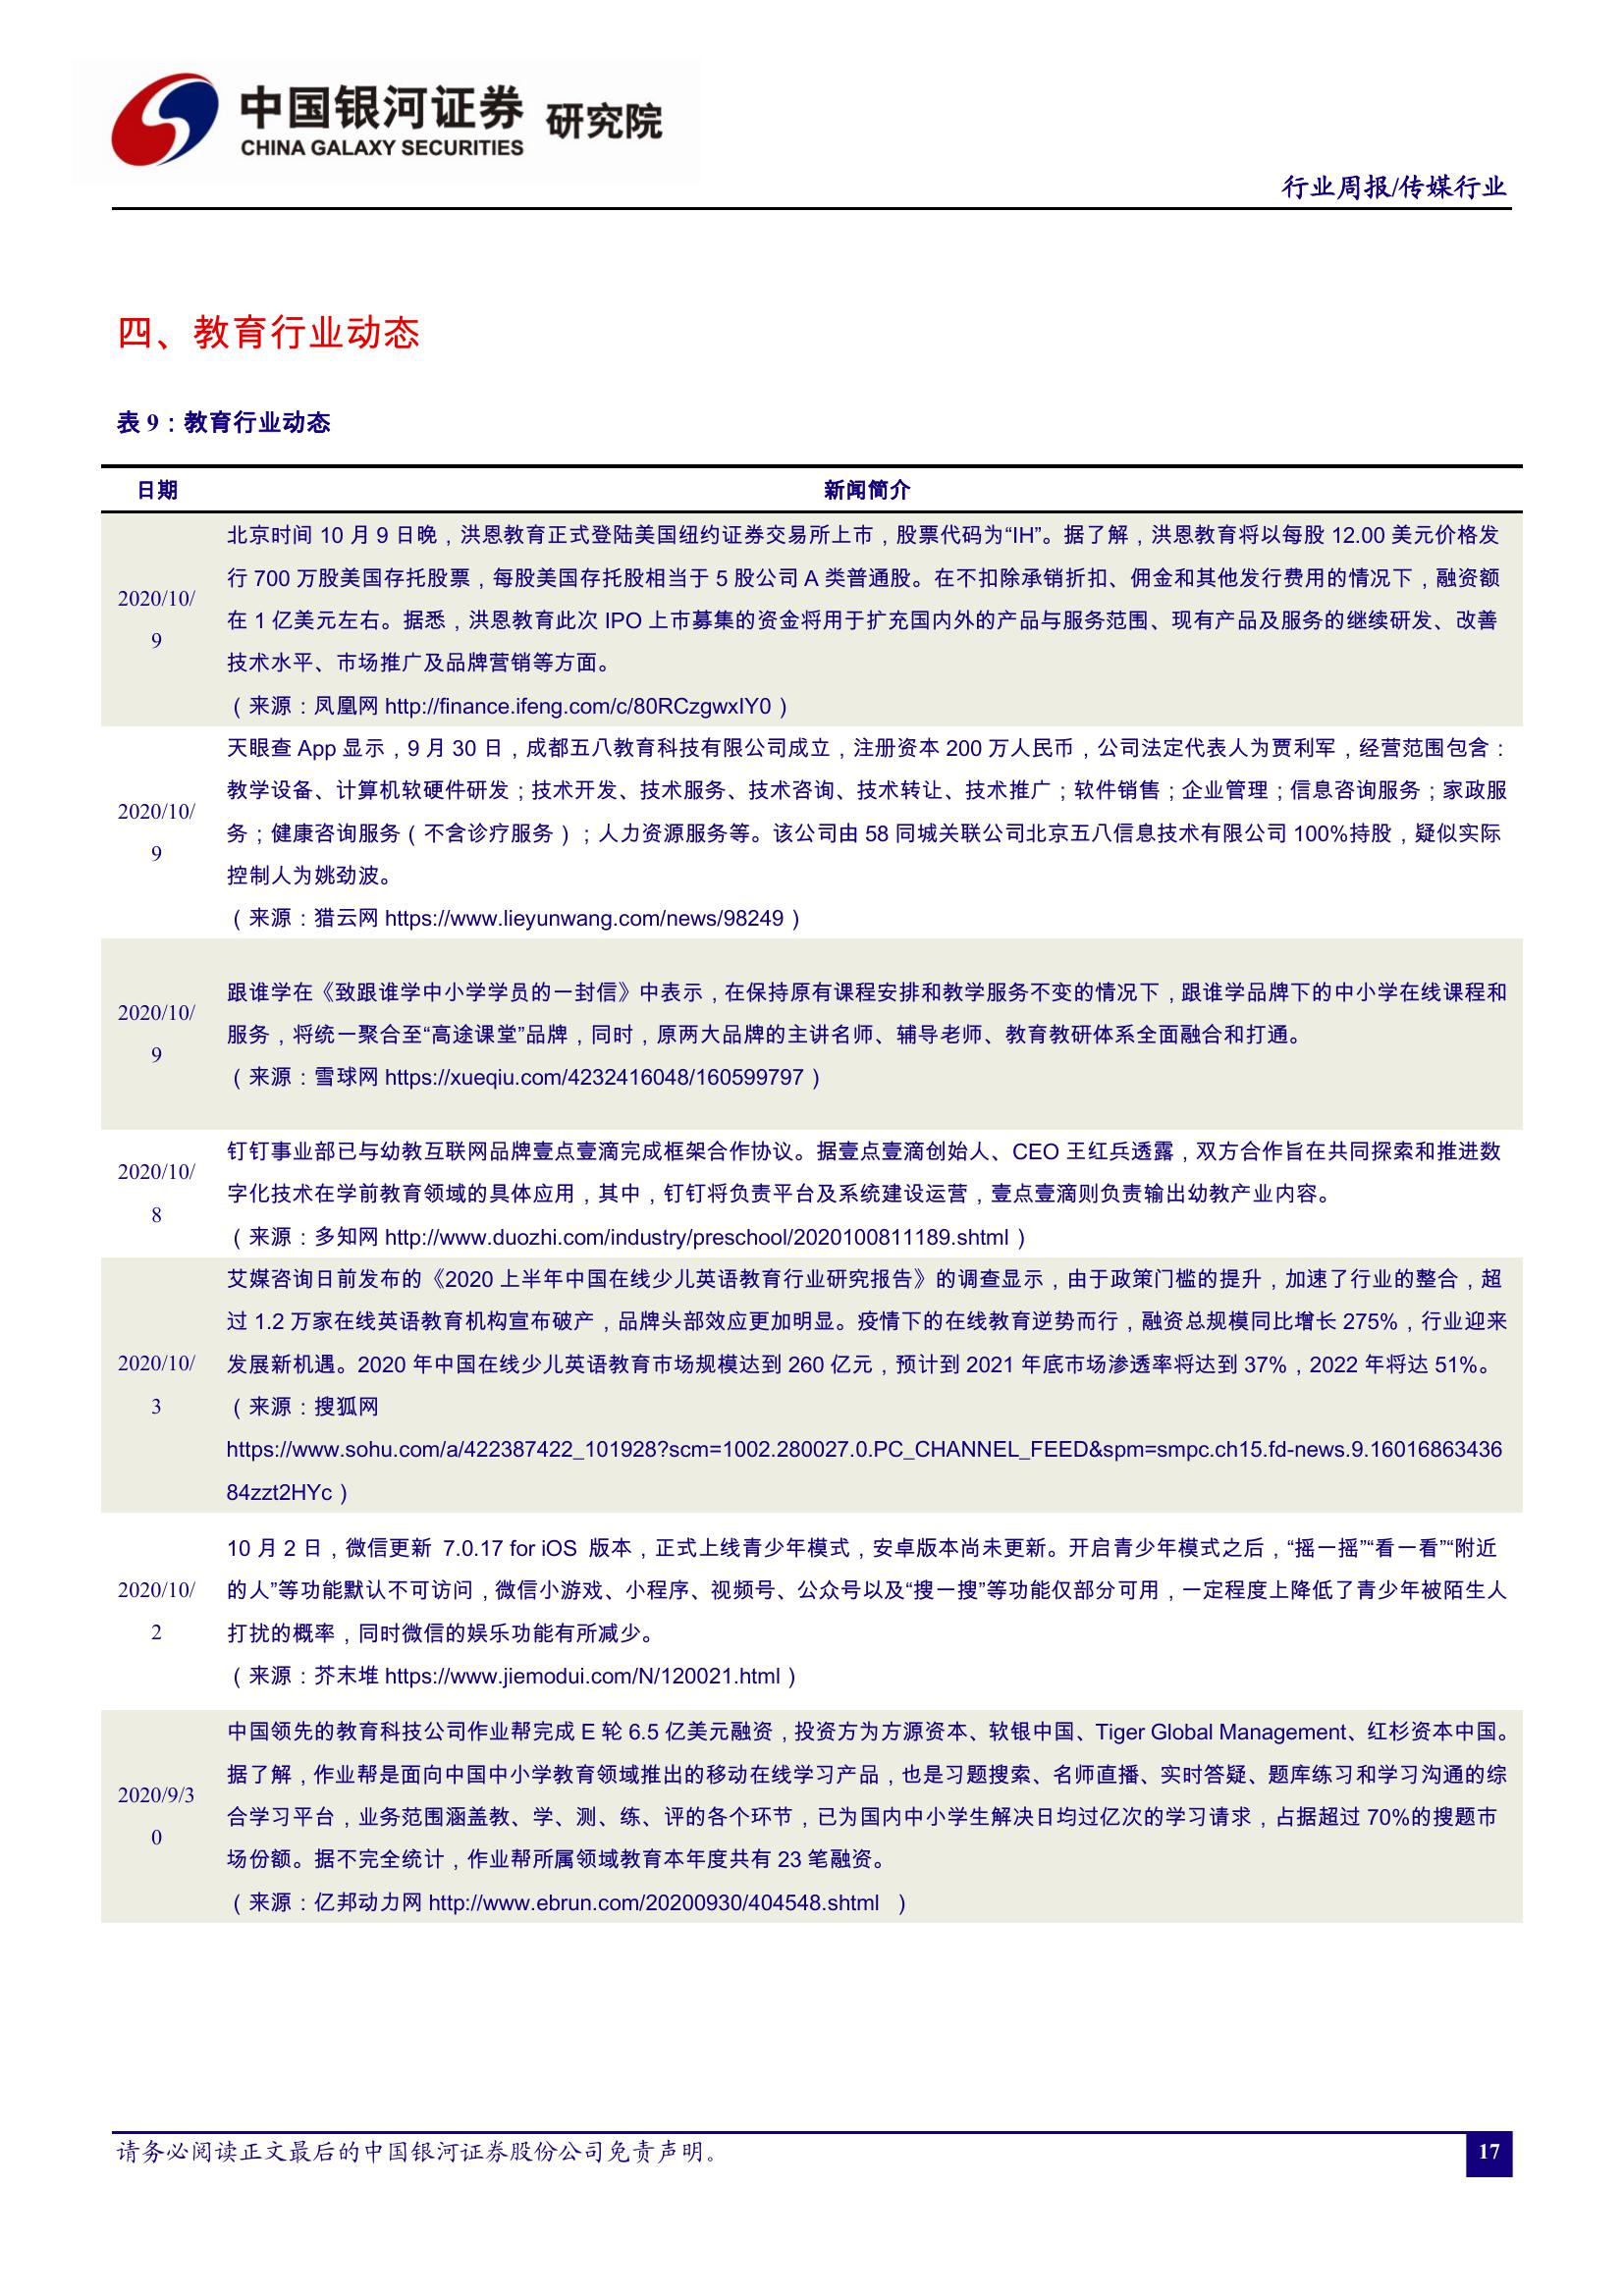 中国银河证券 研究院
CHINA GALAXY SECURITIES
行业周报/传媒行业
四、教育行业动态
表 9：教育行业动态
日期 新闻简介
北京时间 10 月 9 日晚，洪恩教育正式登陆美国纽约证券交易所上市，股票代码为“IH”。据了解，洪恩教育将以每股 12.00 美元价格发
行 700 万股美国存托股票，每股美国存托股相当于 5 股公司 A 类普通股。在不扣除承销折扣、佣金和其他发行费用的情况下，融资额
2020/10/
在 1 亿美元左右。据悉，洪恩教育此次 IPO 上市募集的资金将用于扩充国内外的产品与服务范围、现有产品及服务的继续研发、改善
9
技术水平、市场推广及品牌营销等方面。
（来源：凤凰网 http://finance.ifeng.com/c/80RCzgwxIY0）
天眼查 App 显示，9 月 30 日，成都五八教育科技有限公司成立，注册资本 200 万人民币，公司法定代表人为贾利军，经营范围包含：
教学设备、计算机软硬件研发；技术开发、技术服务、技术咨询、技术转让、技术推广；软件销售；企业管理；信息咨询服务；家政服
2020/10/
务；健康咨询服务（不含诊疗服务）；人力资源服务等。该公司由 58 同城关联公司北京五八信息技术有限公司 100%持股，疑似实际
9
控制人为姚劲波。
（来源：猎云网 https://www.lieyunwang.com/news/98249）
跟谁学在《致跟谁学中小学学员的一封信》中表示，在保持原有课程安排和教学服务不变的情况下，跟谁学品牌下的中小学在线课程和
2020/10/
服务，将统一聚合至“高途课堂”品牌，同时，原两大品牌的主讲名师、辅导老师、教育教研体系全面融合和打通。
9
（来源：雪球网 https://xueqiu.com/4232416048/160599797）
钉钉事业部已与幼教互联网品牌壹点壹滴完成框架合作协议。据壹点壹滴创始人、CEO 王红兵透露，双方合作旨在共同探索和推进数
2020/10/
字化技术在学前教育领域的具体应用，其中，钉钉将负责平台及系统建设运营，壹点壹滴则负责输出幼教产业内容。
8
（来源：多知网 http://www.duozhi.com/industry/preschool/2020100811189.shtml）
艾媒咨询日前发布的《2020 上半年中国在线少儿英语教育行业研究报告》的调查显示，由于政策门槛的提升，加速了行业的整合，超
过 1.2 万家在线英语教育机构宣布破产，品牌头部效应更加明显。疫情下的在线教育逆势而行，融资总规模同比增长 275%，行业迎来
2020/10/
发展新机遇。2020 年中国在线少儿英语教育市场规模达到 260 亿元，预计到 2021 年底市场渗透率将达到 37%，2022 年将达 51%。
3
（来源：搜狐网
https://www.sohu.com/a/422387422_101928?scm=1002.280027.0.PC_CHANNEL_FEED&spm=smpc.ch15.fd-news.9.16016863436
84zzt2HYc）
10 月 2 日，微信更新 7.0.17 for iOS 版本，正式上线青少年模式，安卓版本尚未更新。开启青少年模式之后，“摇一摇”“看一看”“附近
2020/10/
的人”等功能默认不可访问，微信小游戏、小程序、视频号、公众号以及“搜一搜”等功能仅部分可用，一定程度上降低了青少年被陌生人
2
打扰的概率，同时微信的娱乐功能有所减少。
（来源：芥末堆 https://www.jiemodui.com/N/120021.html）
中国领先的教育科技公司作业帮完成 E 轮 6.5 亿美元融资，投资方为方源资本、软银中国、Tiger Global Management、红杉资本中国。
据了解，作业帮是面向中国中小学教育领域推出的移动在线学习产品，也是习题搜索、名师直播、实时答疑、题库练习和学习沟通的综
2020/9/3
合学习平台，业务范围涵盖教、学、测、练、评的各个环节，已为国内中小学生解决日均过亿次的学习请求，占据超过 70%的搜题市
0
场份额。据不完全统计，作业帮所属领域教育本年度共有 23 笔融资。
（来源：亿邦动力网 http://www.ebrun.com/20200930/404548.shtml ）
请务必阅读正文最后的中国银河证券股份公司免责声明。
17